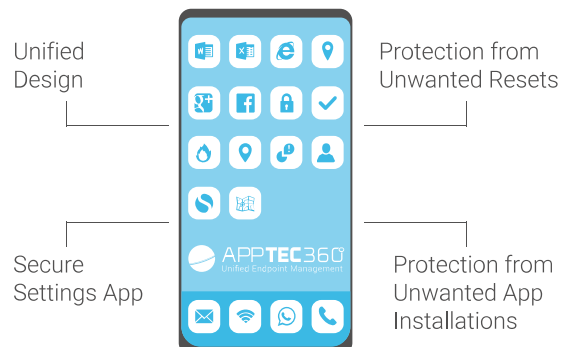 Unified
Design
Protection from
Unwanted Resets
APPTEC360
Unified Endpoint Management
Secure
Settings App
Protection from
Unwanted App
Installations